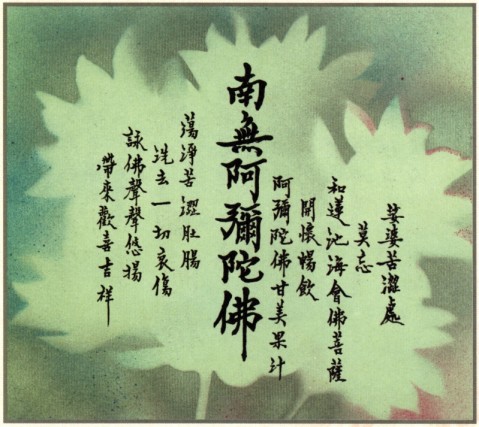 娑婆苦澀處
莫忘
和蓮池海會佛菩薩
開懷暢飲
阿彌陀佛甘美果汁
南無阿彌陀佛
蕩淨苦澀肚腸
洗去一切哀傷
詠佛聲聲悠揚
帶來歡喜吉祥